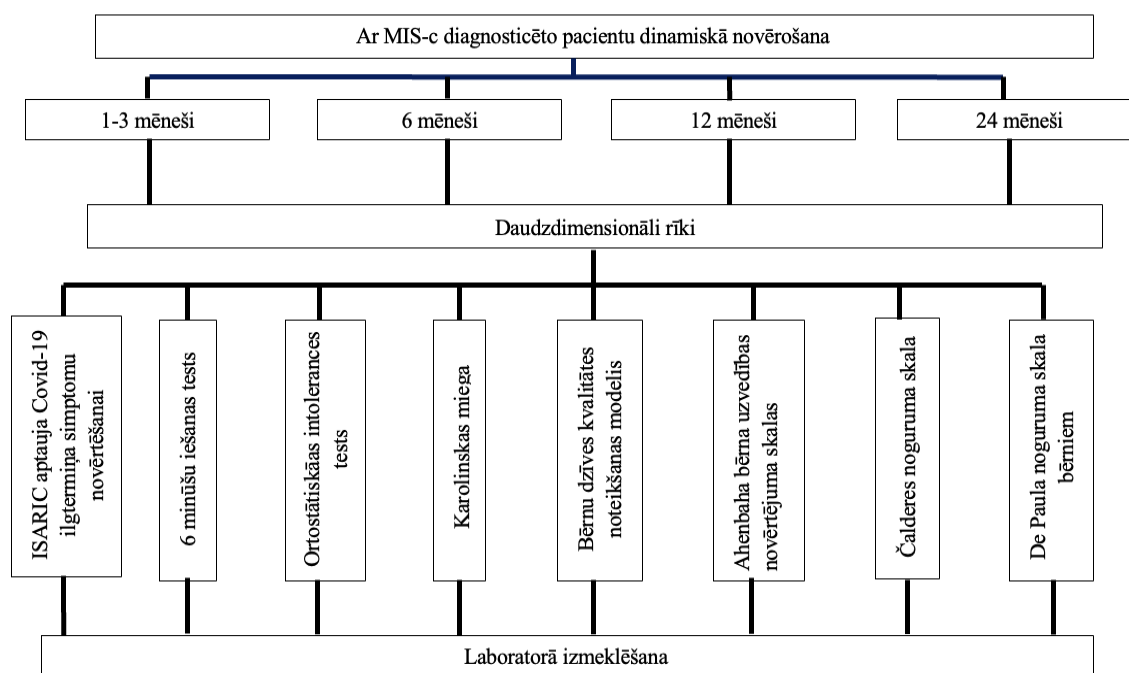 Ar MIS-c diagnosticēto pacientu dinamiskā novērošana
1-3 mēneši
6 mēneši
12 mēneši
24 mēneši
Daudzdimensionāli rīki
ISARIC aptauja Covid-19
ilgtermiņa simptomu
novērtēšanai
6 minūšu iešanas tests
Ortostātiskāas intolerances
tests
Karolinskas miega
Bērnu dzīves kvalitātes
noteikšanas modelis
Ahenbaha bērna uzvedības
novērtējuma skalas
Čalderes noguruma skala
De Paula noguruma skala
bērniem
Laboratorā izmeklēšana